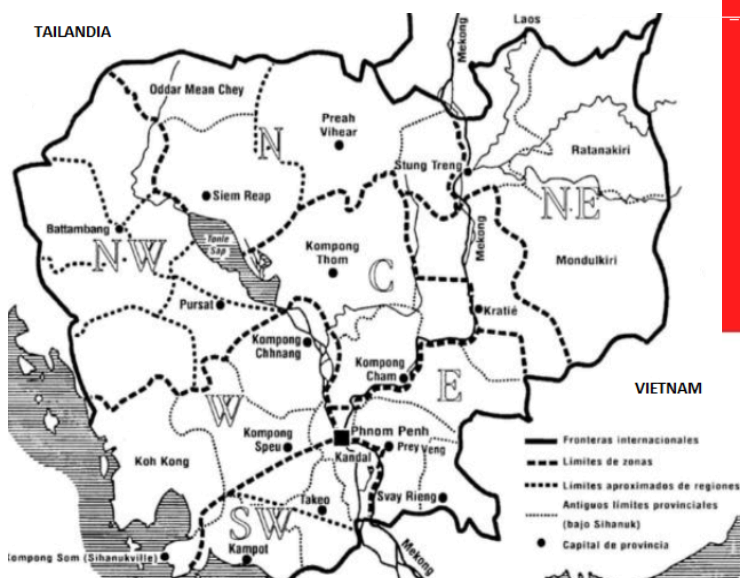 Laos
TAILANDIA
Mekong
Oddar Mean Chey
Preah
Vihear
N
Ratanakiri
Stung Treng
Siem Reap
N E
Battambang
Tonle
Sap
Mekong
N W
Kompong
Thom
Mondulkiri
C
Pursat
Kratié
Kompong
Chhnang
Kompong
Cham
E
VIETNAM
W
Phnom Penh
Kompong
Speu
Prey Veng
Kandal
Koh Kong
Svay Rieng
Takeo
SW
Kampot
Kompong Som (Sihanukville)
Mekong
Fronteras internacionales
Límites de zonas
Límites aproximados de regiones
Antiguos límites provinciales
(bajo Sihanuk)
Capital de provincia